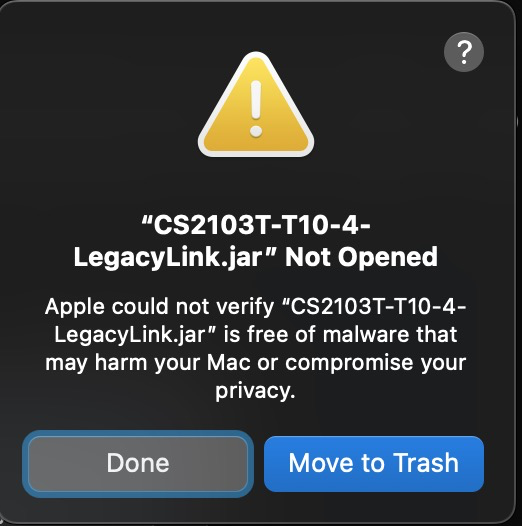 ?
“CS2103T-T10-4-
LegacyLink.jar” Not Opened
Apple could not verify “CS2103T-T10-4-
LegacyLink.jar” is free of malware that
may harm your Mac or compromise your
privacy.
Done
Move to Trash